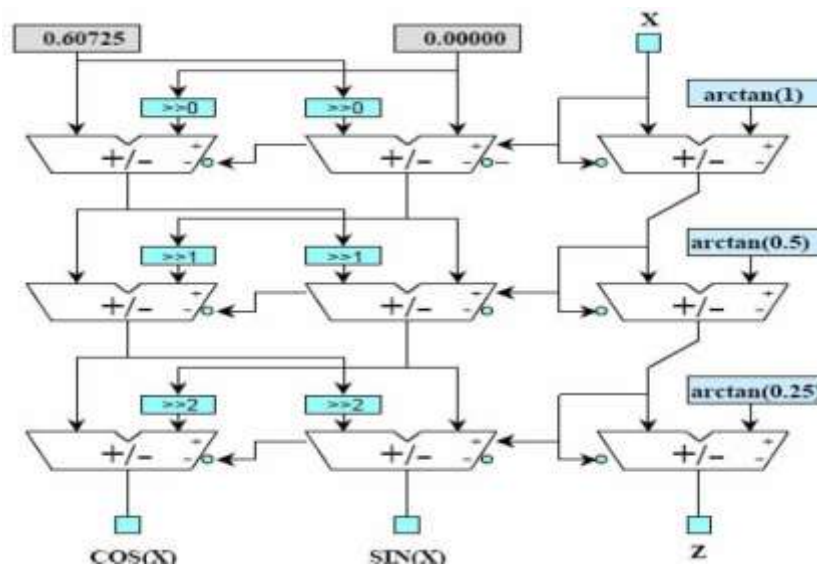 X
0.60725 0.00000
arctan(1)
>>0 >>0
+/- + - +/- + - +/- + -
arctan(0.5)
>>1 >>1
+/- + - +/- + - +/- + -
arctan(0.25)
>>2 >>2
+/- + - +/- + - +/- + -
COS(X) SIN(X) Z